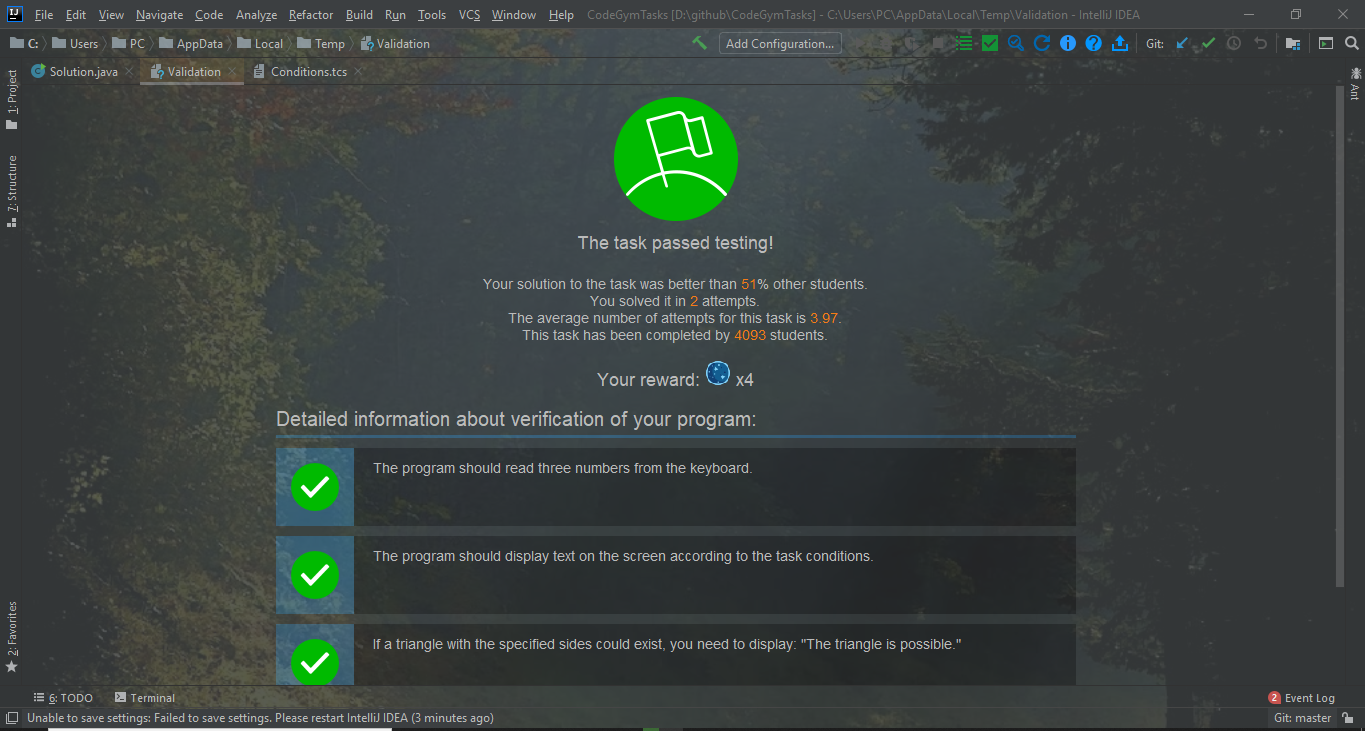 IJ File Edit View Navigate Code Analyze Refactor Build Run Tools VCS Window Help CodeGymTasks [D:\github\CodeGymTasks] - C:\Users\PC\AppData\Local\Temp\Validation - IntelliJ IDEA
C: Users PC AppData Local Temp Validation Add Configuration... Git:
Solution.java Validation Conditions.tcs
1: Project
7: Structure
2: Favorites
Ant
The task passed testing!
Your solution to the task was better than 51% other students.
You solved it in 2 attempts.
The average number of attempts for this task is 3.97.
This task has been completed by 4093 students.
Your reward: x4
Detailed information about verification of your program:
The program should read three numbers from the keyboard.
The program should display text on the screen according to the task conditions.
If a triangle with the specified sides could exist, you need to display: "The triangle is possible."
6: TODO Terminal 2 Event Log
Unable to save settings: Failed to save settings. Please restart IntelliJ IDEA (3 minutes ago) Git: master